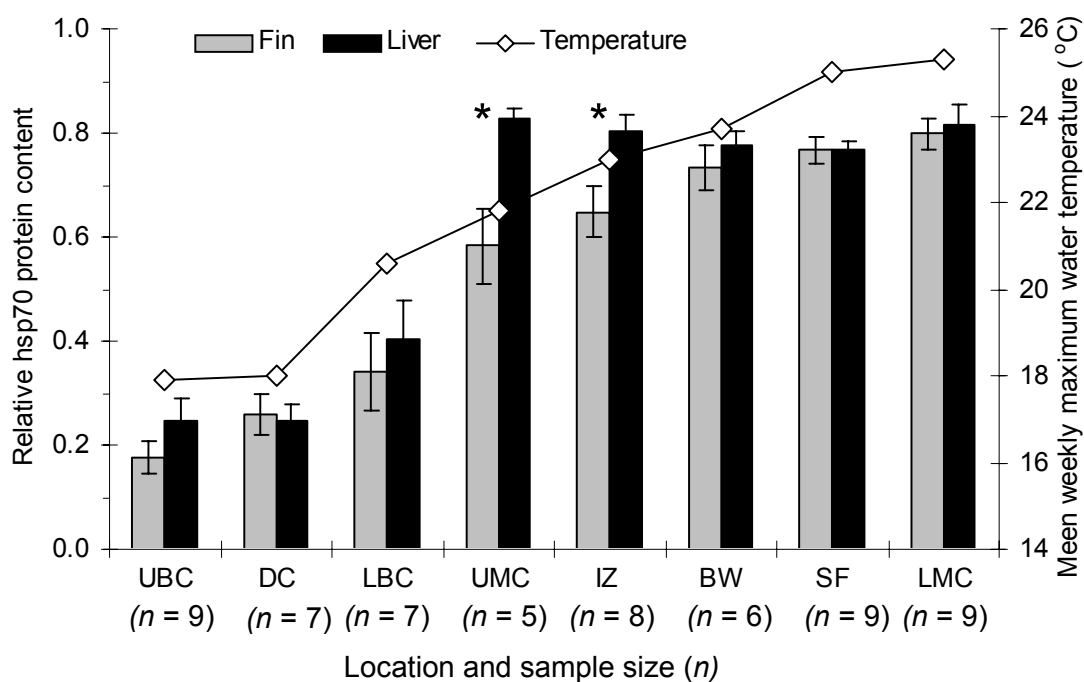 1.0
0.8
0.6
0.4
0.2
0.0
Relative hsp70 protein content
Fin Liver Temperature
* *
26
24
22
20
18
16
14
Meen weekly maximum water temperature ( °C)
UBC DC LBC UMC IZ BW SF LMC
(n = 9) (n = 7) (n = 7) (n = 5) (n = 8) (n = 6) (n = 9) (n = 9)
Location and sample size (n)